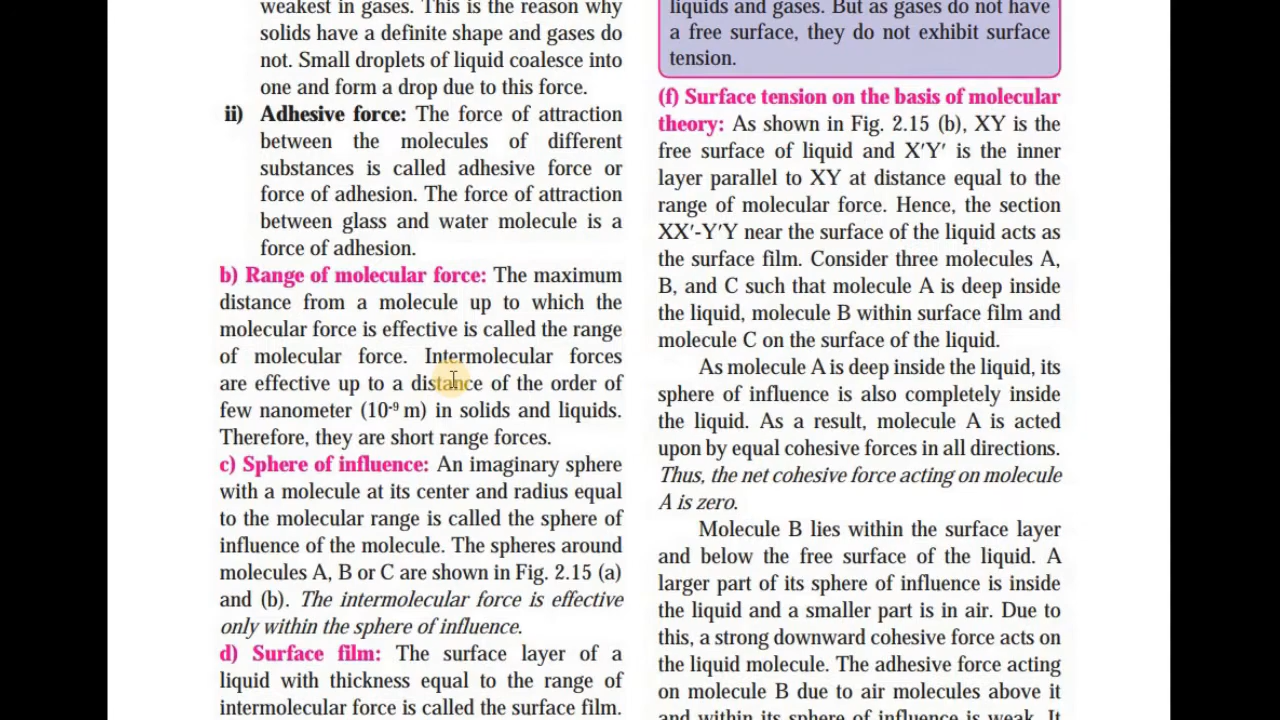 weakest in gases. This is the reason why
solids have a definite shape and gases do
not. Small droplets of liquid coalesce into
one and form a drop due to this force.
ii) Adhesive force: The force of attraction
between the molecules of different
substances is called adhesive force or
force of adhesion. The force of attraction
between glass and water molecule is a
force of adhesion.
b) Range of molecular force: The maximum
distance from a molecule up to which the
molecular force is effective is called the range
of molecular force. Intermolecular forces
are effective up to a distance of the order of
few nanometer (10⁻⁹ m) in solids and liquids.
Therefore, they are short range forces.
c) Sphere of influence: An imaginary sphere
with a molecule at its center and radius equal
to the molecular range is called the sphere of
influence of the molecule. The spheres around
molecules A, B or C are shown in Fig. 2.15 (a)
and (b). The intermolecular force is effective
only within the sphere of influence.
d) Surface film: The surface layer of a
liquid with thickness equal to the range of
intermolecular force is called the surface film.
liquids and gases. But as gases do not have
a free surface, they do not exhibit surface
tension.
(f) Surface tension on the basis of molecular
theory: As shown in Fig. 2.15 (b), XY is the
free surface of liquid and X′Y′ is the inner
layer parallel to XY at distance equal to the
range of molecular force. Hence, the section
XX′-Y′Y near the surface of the liquid acts as
the surface film. Consider three molecules A,
B, and C such that molecule A is deep inside
the liquid, molecule B within surface film and
molecule C on the surface of the liquid.
As molecule A is deep inside the liquid, its
sphere of influence is also completely inside
the liquid. As a result, molecule A is acted
upon by equal cohesive forces in all directions.
Thus, the net cohesive force acting on molecule
A is zero.
Molecule B lies within the surface layer
and below the free surface of the liquid. A
larger part of its sphere of influence is inside
the liquid and a smaller part is in air. Due to
this, a strong downward cohesive force acts on
the liquid molecule. The adhesive force acting
on molecule B due to air molecules above it
and within its sphere of influence is weak. It